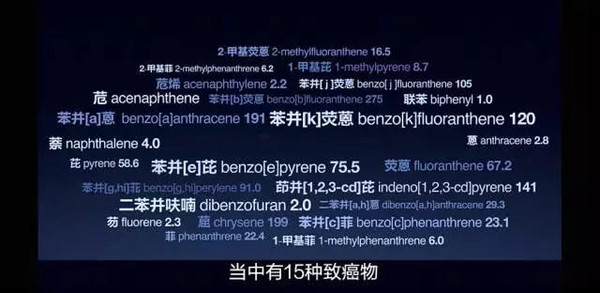 2-甲基荧蒽 2-methylfluoranthene 16.5
2-甲基菲 2-methylphenanthrene 6.2 1-甲基芘 1-methylpyrene 8.7
苊烯 acenaphthylene 2.2 苯并[j]荧蒽 benzo[j]fluoranthene 105
苊 acenaphthene 苯并[b]荧蒽 benzo[b]fluoranthene 275 联苯 biphenyl 1.0
苯并[a]蒽 benzo[a]anthracene 191 苯并[k]荧蒽 benzo[k]fluoranthene 120
萘 naphthalene 4.0 蒽 anthracene 2.8
芘 pyrene 58.6 苯并[e]芘 benzo[e]pyrene 75.5 荧蒽 fluoranthene 67.2
苯并[g,hi]苝 benzo[g,hi]perylene 91.0 茚并[1,2,3-cd]芘 indeno[1,2,3-cd]pyrene 141
二苯并呋喃 dibenzofuran 2.0 二苯并[a,h]蒽 dibenzo[a,h]anthracene 29.3
芴 fluorene 2.3 䓛 chrysene 199 苯并[c]菲 benzo[c]phenanthrene 23.1
菲 phenanthrene 22.4 1-甲基菲 1-methylphenanthrene 6.0
当中有15种致癌物